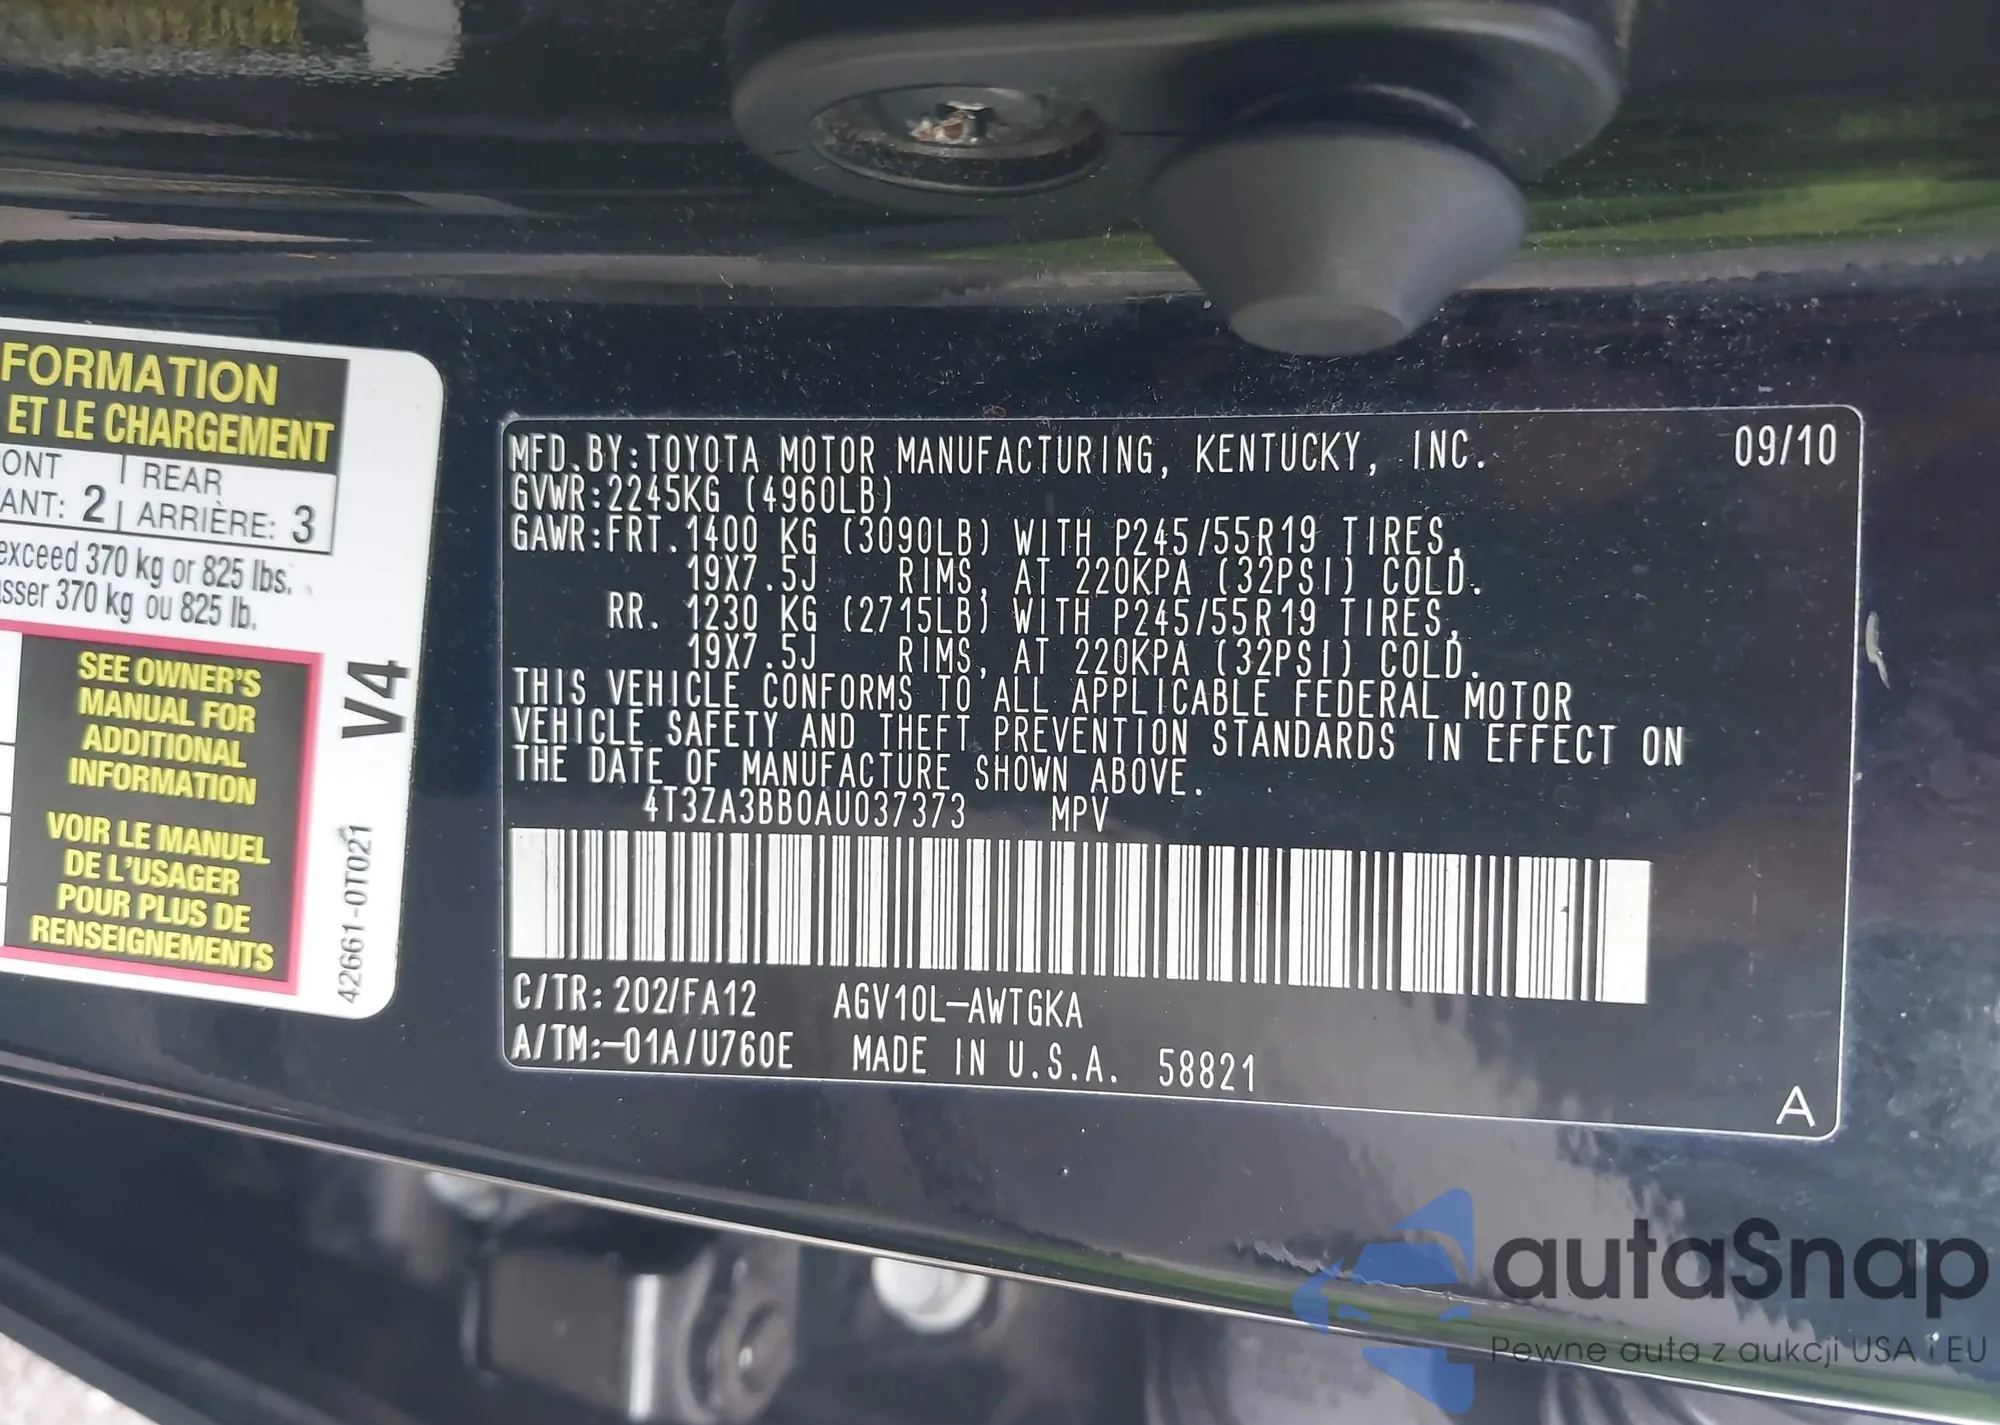 FORMATION
ET LE CHARGEMENT
REAR
2 ARRIÈRE: 3
exceed 370 kg or 825 lbs.
370 kg ou 825 lb.
SEE OWNER'S
MANUAL FOR
ADDITIONAL
INFORMATION
VOIR LE MANUEL
DE L'USAGER
POUR PLUS DE
RENSEIGNEMENTS
V4
42661-0T021
MFD.BY:TOYOTA MOTOR MANUFACTURING, KENTUCKY, INC. 09/10
GVWR:2245KG (4960LB)
GAWR:FRT.1400 KG (3090LB) WITH P245/55R19 TIRES,
19X7.5J RIMS, AT 220KPA (32PSI) COLD.
RR. 1230 KG (2715LB) WITH P245/55R19 TIRES,
19X7.5J RIMS, AT 220KPA (32PSI) COLD.
THIS VEHICLE CONFORMS TO ALL APPLICABLE FEDERAL MOTOR
VEHICLE SAFETY AND THEFT PREVENTION STANDARDS IN EFFECT ON
THE DATE OF MANUFACTURE SHOWN ABOVE.
4T3ZA3BB0AU037373 MPV
C/TR: 202/FA12 AGV10L-AWTGKA
A/TM:-01A/U760E MADE IN U.S.A. 58821
A
autaSnap
Pewne auta z aukcji USA i EU